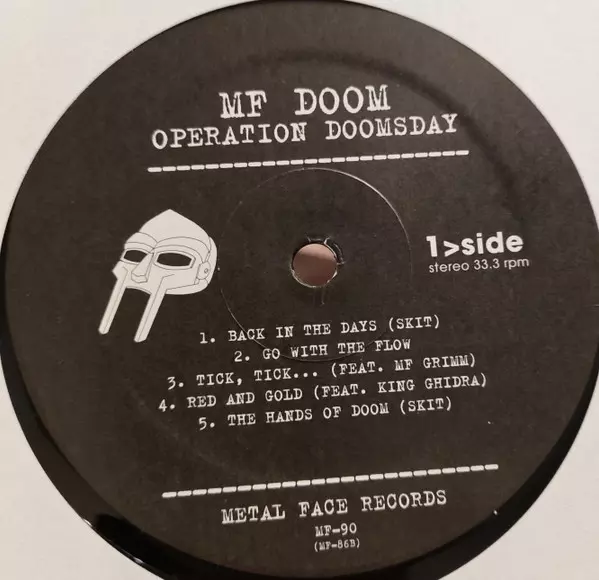 MF DOOM
OPERATION DOOMSDAY
1>side
stereo 33.3 rpm
1. BACK IN THE DAYS (SKIT)
2. GO WITH THE FLOW
3. TICK, TICK... (FEAT. MF GRIMM)
4. RED AND GOLD (FEAT. KING GHIDRA)
5. THE HANDS OF DOOM (SKIT)
METAL FACE RECORDS
MF-90
(MF-86B)